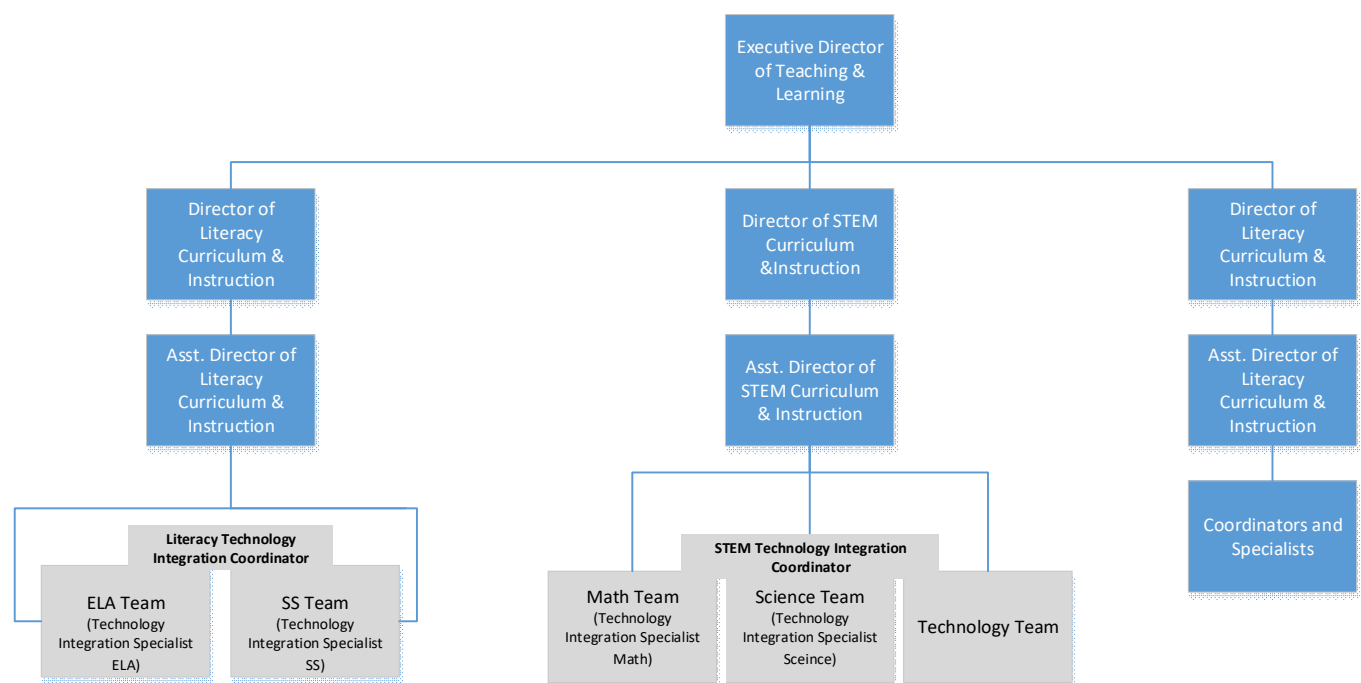 Executive Director
of Teaching &
Learning
Director of
Literacy
Curriculum &
Instruction
Director of STEM
Curriculum
&Instruction
Director of
Literacy
Curriculum &
Instruction
Asst. Director of
Literacy
Curriculum &
Instruction
Asst. Director of
STEM Curriculum
& Instruction
Asst. Director of
Literacy
Curriculum &
Instruction
Coordinators and
Specialists
Literacy Technology
Integration Coordinator
ELA Team
(Technology
Integration Specialist
ELA)
SS Team
(Technology
Integration Specialist
SS)
STEM Technology Integration
Coordinator
Math Team
(Technology
Integration Specialist
Math)
Science Team
(Technology
Integration Specialist
Sceince)
Technology Team